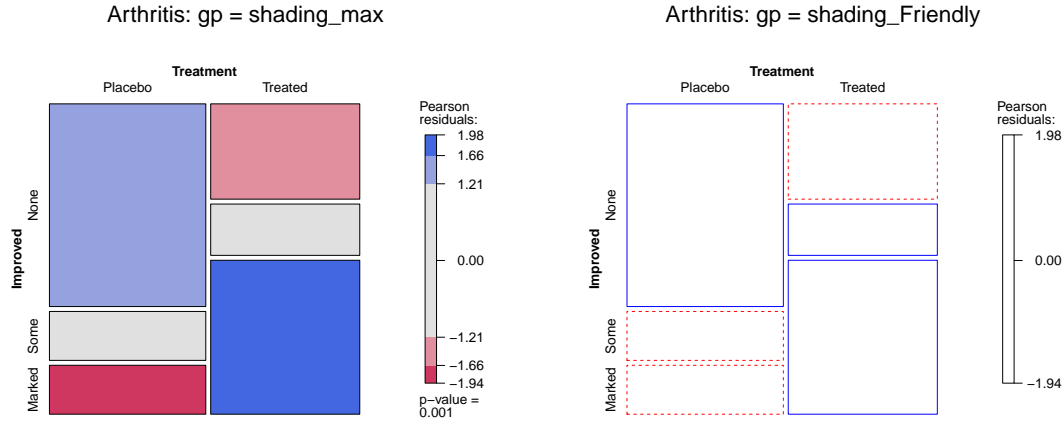 Arthritis: gp = shading_max
Treatment
Placebo Treated
Improved
None
Some
Marked
Pearson
residuals:
1.98
1.66
1.21
0.00
−1.21
−1.66
−1.94
p−value =
0.001
Arthritis: gp = shading_Friendly
Treatment
Placebo Treated
Improved
None
Some
Marked
Pearson
residuals:
1.98
0.00
−1.94